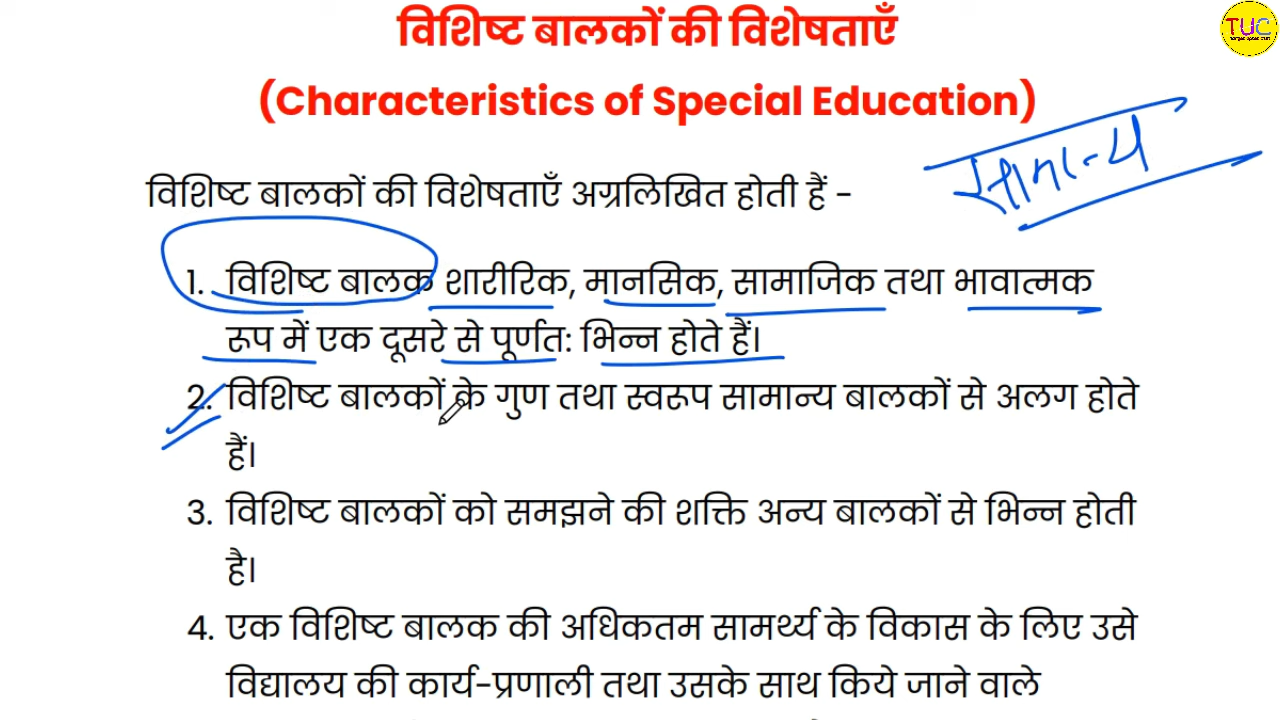 विशिष्ट बालकों की विशेषताएँ
TUC
(Characteristics of Special Education)
सामान्य
विशिष्ट बालकों की विशेषताएँ अग्रलिखित होती हैं -
1. विशिष्ट बालक शारीरिक, मानसिक, सामाजिक तथा भावात्मक
रूप में एक दूसरे से पूर्णतः भिन्न होते हैं।
2. विशिष्ट बालकों के गुण तथा स्वरूप सामान्य बालकों से अलग होते
हैं।
3. विशिष्ट बालकों को समझने की शक्ति अन्य बालकों से भिन्न होती
है।
4. एक विशिष्ट बालक की अधिकतम सामर्थ्य के विकास के लिए उसे
विद्यालय की कार्य-प्रणाली तथा उसके साथ किये जाने वाले